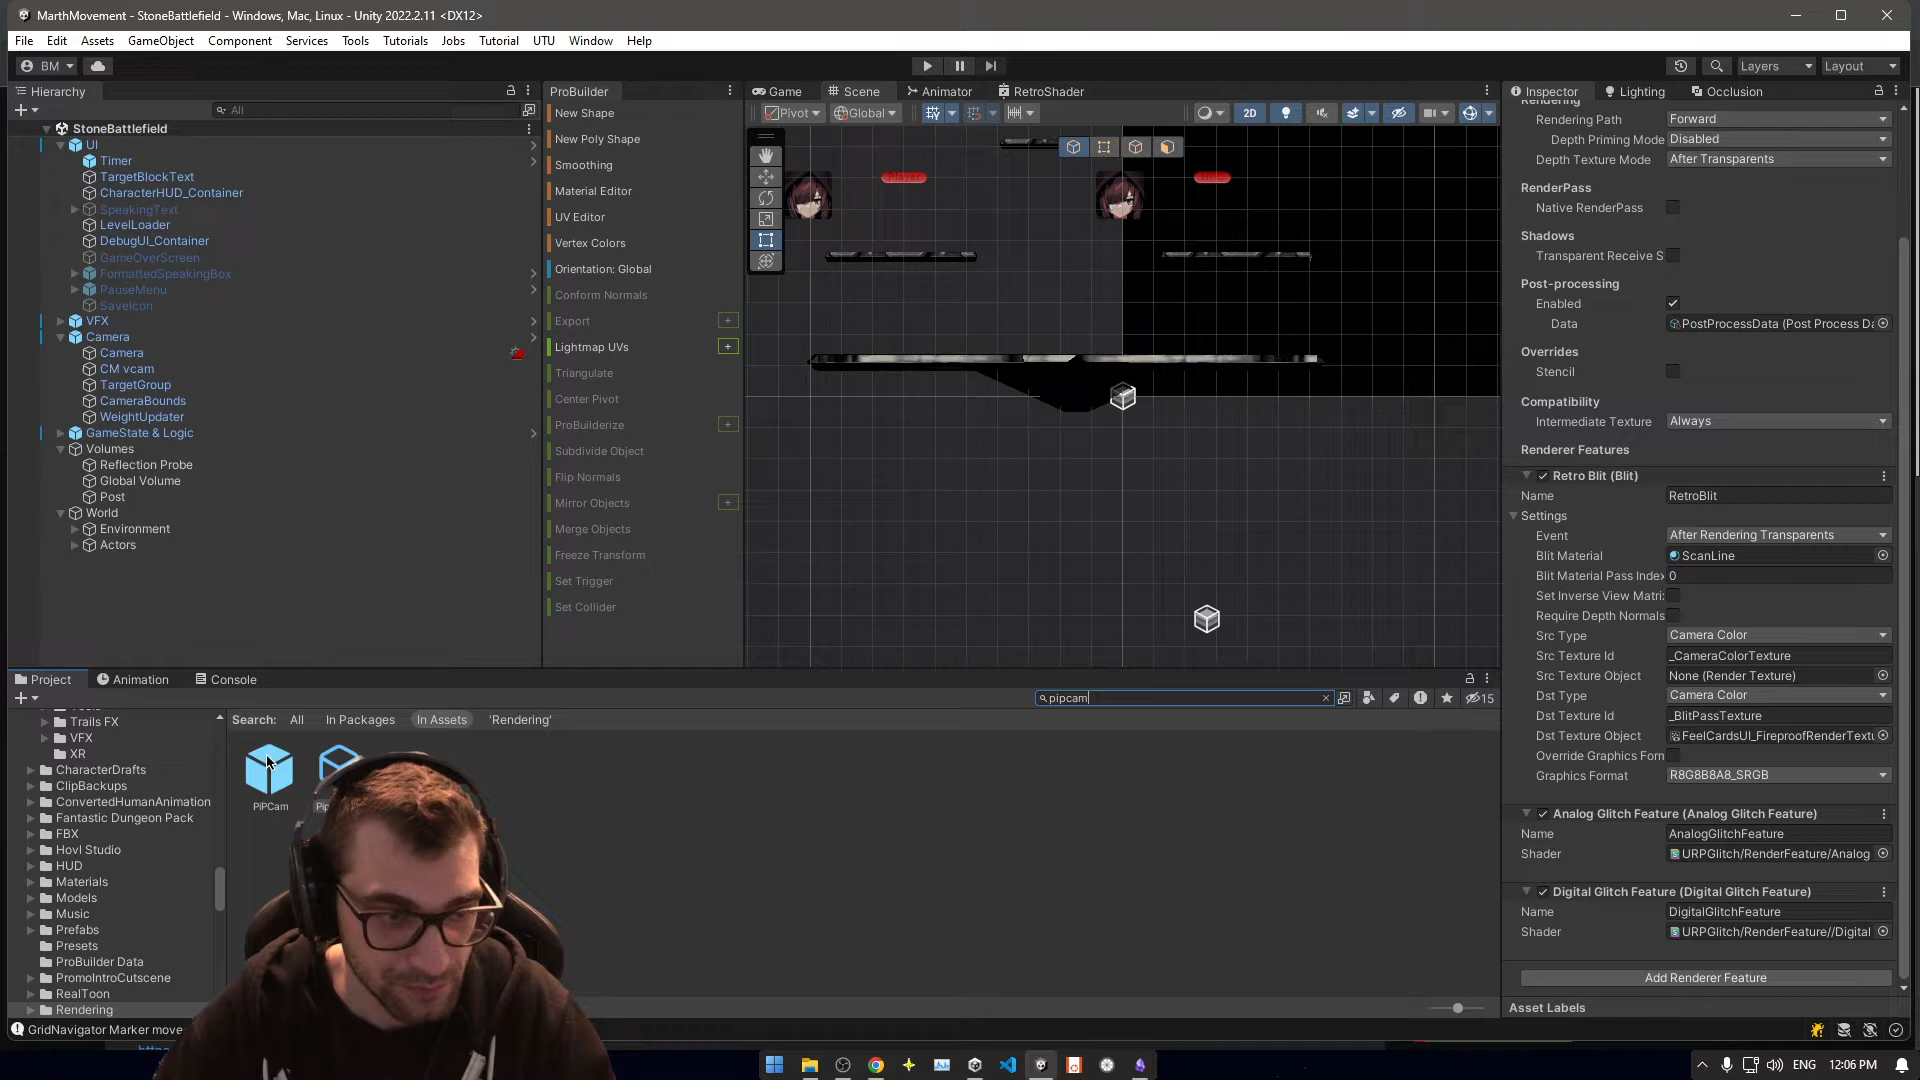 MarthMovement - StoneBattlefield - Windows, Mac, Linux - Unity 2022.2.11 <DX12>
File Edit Assets GameObject Component Services Tools Tutorials Jobs Tutorial UTU Window Help
BM
Layers Layout
Hierarchy
All
StoneBattlefield
UI
Timer
TargetBlockText
CharacterHUD_Container
SpeakingText
LevelLoader
DebugUI_Container
GameOverScreen
FormattedSpeakingBox
PauseMenu
SaveIcon
VFX
Camera
Camera
CM vcam
TargetGroup
CameraBounds
WeightUpdater
GameState & Logic
Volumes
Reflection Probe
Global Volume
Post
World
Environment
Actors
ProBuilder
New Shape
New Poly Shape
Smoothing
Material Editor
UV Editor
Vertex Colors
Orientation: Global
Conform Normals
Export
Lightmap UVs
Triangulate
Center Pivot
ProBuilderize
Subdivide Object
Flip Normals
Mirror Objects
Merge Objects
Freeze Transform
Set Trigger
Set Collider
Game Scene Animator RetroShader
Pivot Global 2D
Player
Inspector Lighting Occlusion
Rendering
Rendering Path Forward
Depth Priming Mode Disabled
Depth Texture Mode After Transparents
RenderPass
Native RenderPass
Shadows
Transparent Receive S
Post-processing
Enabled
Data PostProcessData (Post Process Da
Overrides
Stencil
Compatibility
Intermediate Texture Always
Renderer Features
Retro Blit (Blit)
Name RetroBlit
Settings
Event After Rendering Transparents
Blit Material ScanLine
Blit Material Pass Index 0
Set Inverse View Matri
Require Depth Normals
Src Type Camera Color
Src Texture Id _CameraColorTexture
Src Texture Object None (Render Texture)
Dst Type Camera Color
Dst Texture Id _BlitPassTexture
Dst Texture Object FeelCardsUI_FireproofRenderTextu
Override Graphics Form
Graphics Format R8G8B8A8_SRGB
Analog Glitch Feature (Analog Glitch Feature)
Name AnalogGlitchFeature
Shader URPGlitch/RenderFeature/Analog
Digital Glitch Feature (Digital Glitch Feature)
Name DigitalGlitchFeature
Shader URPGlitch/RenderFeature//Digital
Add Renderer Feature
Asset Labels
Project Animation Console
pipcam
15
Search: All In Packages In Assets 'Rendering'
Trails FX
VFX
XR
CharacterDrafts
ClipBackups
ConvertedHumanAnimation
Fantastic Dungeon Pack
FBX
Hovl Studio
HUD
Materials
Models
Music
Prefabs
Presets
ProBuilder Data
PromoIntroCutscene
RealToon
Rendering
PiPCam
Pip
GridNavigator Marker move
ENG 12:06 PM